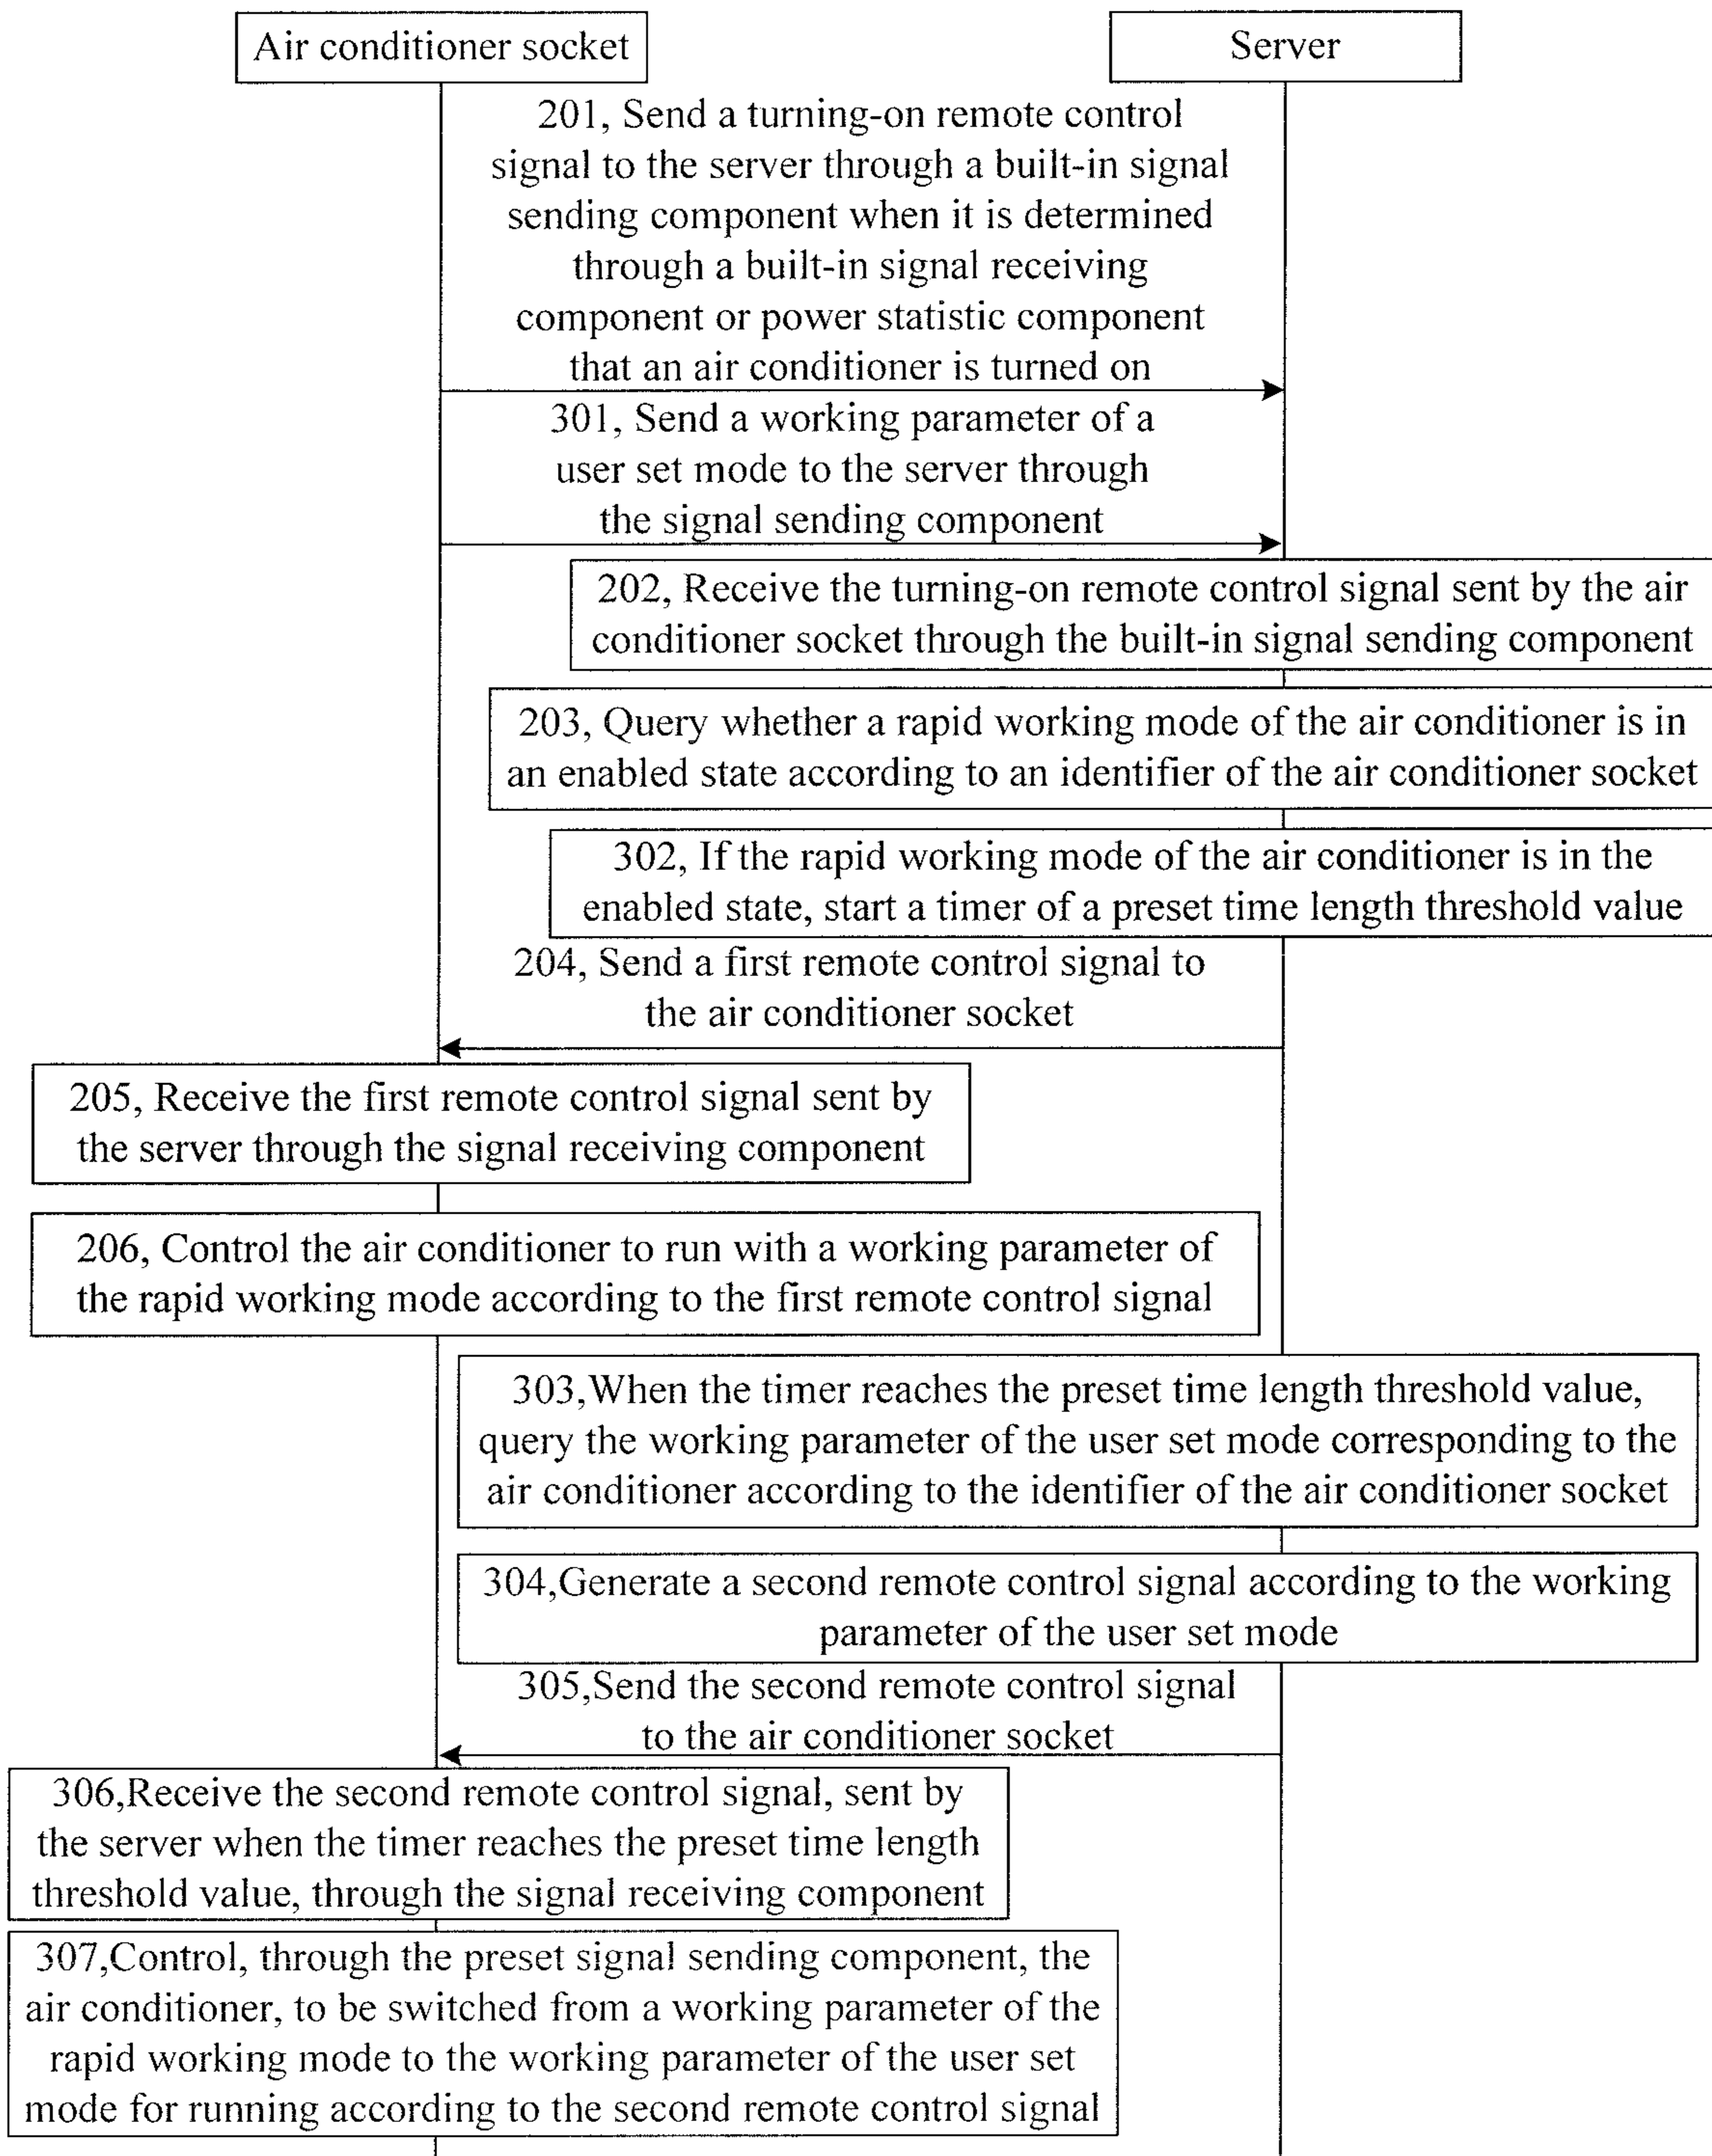 Air conditioner socket
Server
201, Send a turning-on remote control
signal to the server through a built-in signal
sending component when it is determined
through a built-in signal receiving
component or power statistic component
that an air conditioner is turned on
301, Send a working parameter of a
user set mode to the server through
the signal sending component
202, Receive the turning-on remote control signal sent by the air
conditioner socket through the built-in signal sending component
203, Query whether a rapid working mode of the air conditioner is in
an enabled state according to an identifier of the air conditioner socket
302, If the rapid working mode of the air conditioner is in the
enabled state, start a timer of a preset time length threshold value
204, Send a first remote control signal to
the air conditioner socket
205, Receive the first remote control signal sent by
the server through the signal receiving component
206, Control the air conditioner to run with a working parameter of
the rapid working mode according to the first remote control signal
303,When the timer reaches the preset time length threshold value,
query the working parameter of the user set mode corresponding to the
air conditioner according to the identifier of the air conditioner socket
304,Generate a second remote control signal according to the working
parameter of the user set mode
305,Send the second remote control signal
to the air conditioner socket
306,Receive the second remote control signal, sent by
the server when the timer reaches the preset time length
threshold value, through the signal receiving component
307,Control, through the preset signal sending component, the
air conditioner, to be switched from a working parameter of the
rapid working mode to the working parameter of the user set
mode for running according to the second remote control signal